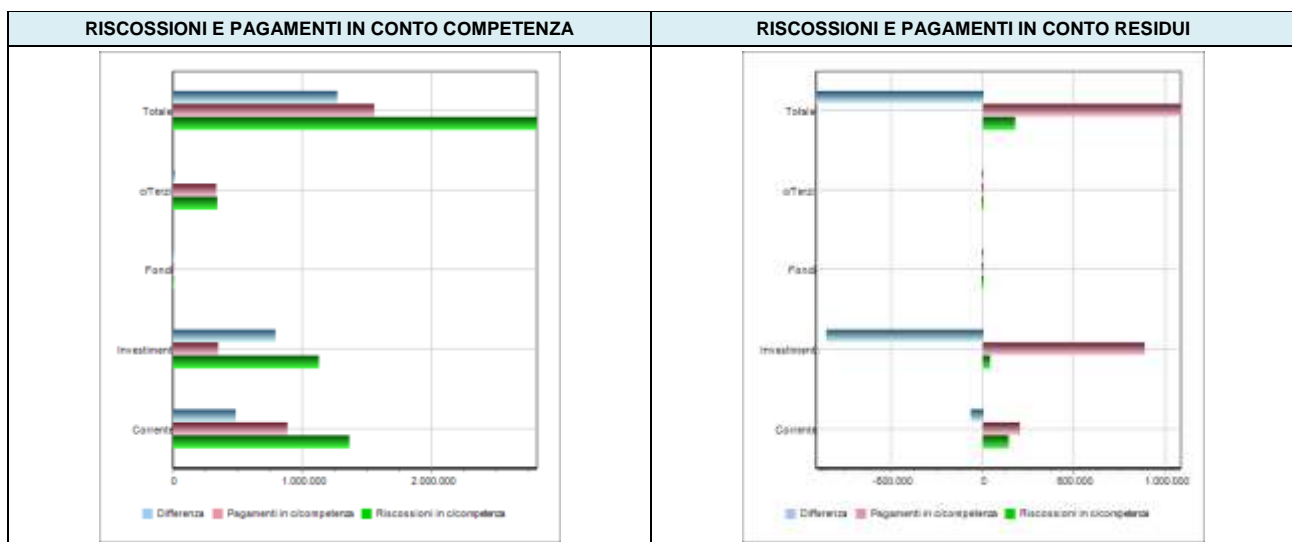 RISCOSSIONI E PAGAMENTI IN CONTO COMPETENZA
Totale
c/Terzi
Fondi
Investimenti
Correnti
0 1.000.000 2.000.000
Differenza Pagamenti in c/competenza Riscossioni in c/competenza
RISCOSSIONI E PAGAMENTI IN CONTO RESIDUI
Totale
c/Terzi
Fondi
Investimenti
Correnti
-500.000 0 500.000 1.000.000
Differenza Pagamenti in c/competenza Riscossioni in c/competenza